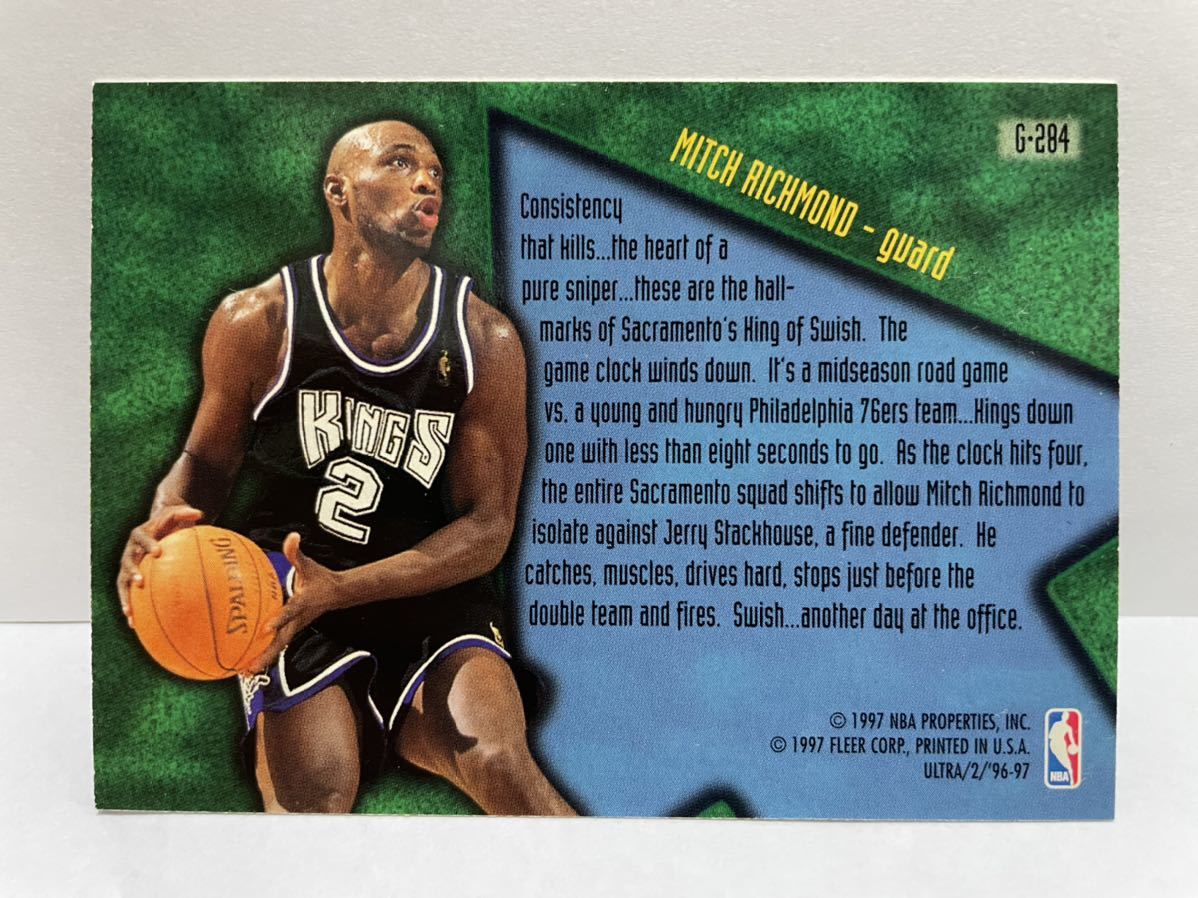 G·284
MITCH RICHMOND - guard
Consistency
that kills...the heart of a
pure sniper...these are the hall-
marks of Sacramento's King of Swish. The
game clock winds down. It's a midseason road game
vs. a young and hungry Philadelphia 76ers team...Kings down
one with less than eight seconds to go. As the clock hits four,
the entire Sacramento squad shifts to allow Mitch Richmond to
isolate against Jerry Stackhouse, a fine defender. He
catches, muscles, drives hard, stops just before the
double team and fires. Swish...another day at the office.
KINGS
2
SPALDING
© 1997 NBA PROPERTIES, INC.
© 1997 FLEER CORP., PRINTED IN U.S.A.
ULTRA/2/'96-97
NBA